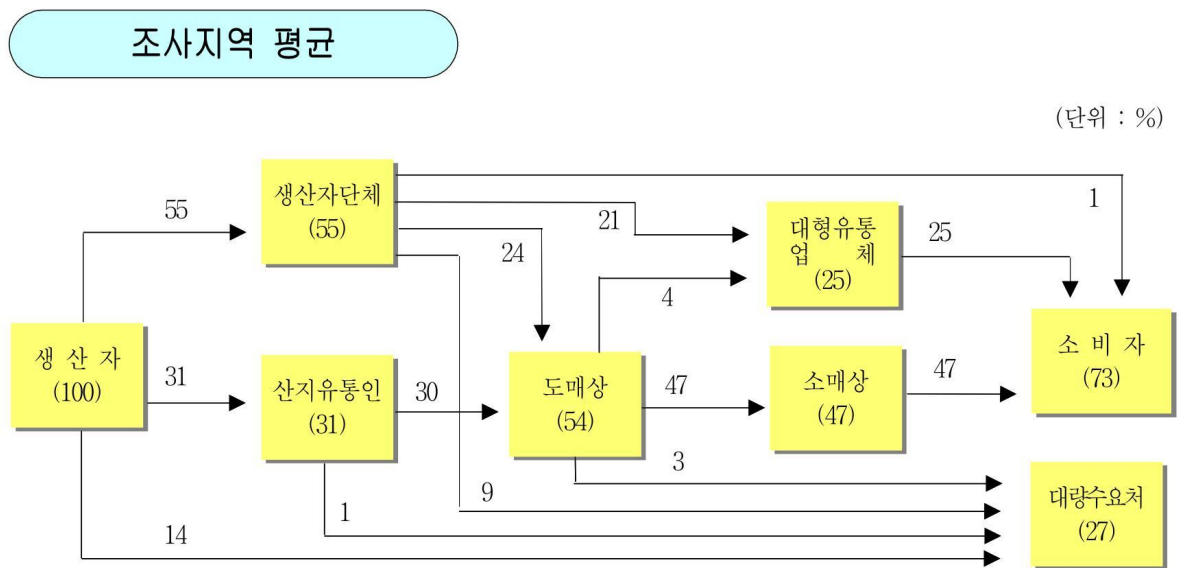 조사지역 평균
(단위 : %)
생산자단체
(55)
55
21
24
1
대형유통
업 체
(25)
25
4
생 산 자
(100)
31
산지유통인
(31)
30
도매상
(54)
47
소매상
(47)
47
소 비 자
(73)
3
9
1
14
대량수요처
(27)